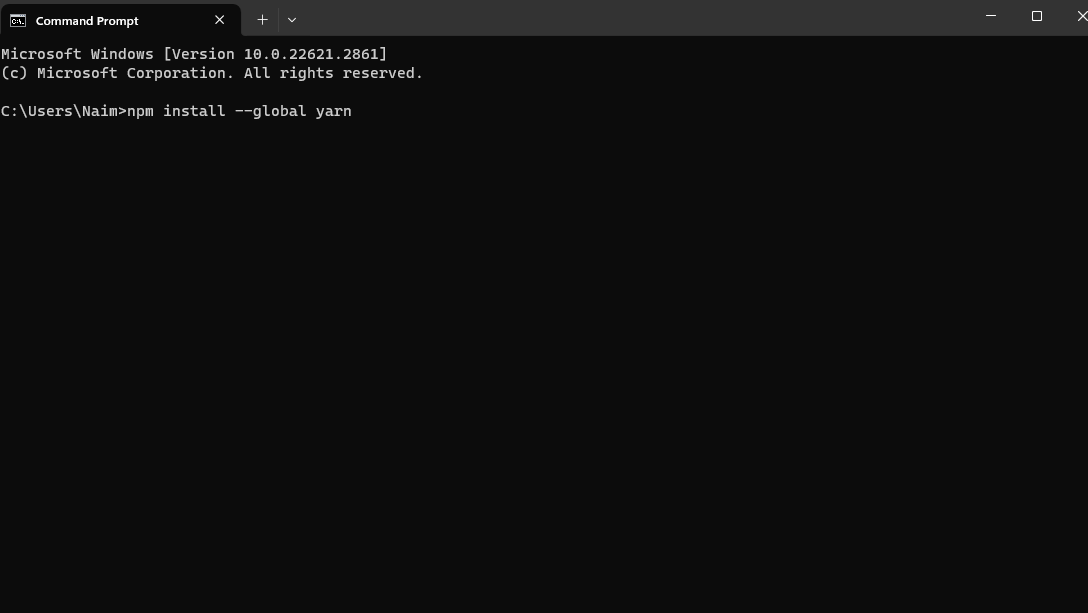 Command Prompt
Microsoft Windows [Version 10.0.22621.2861]
(c) Microsoft Corporation. All rights reserved.
C:\Users\Naim>npm install --global yarn